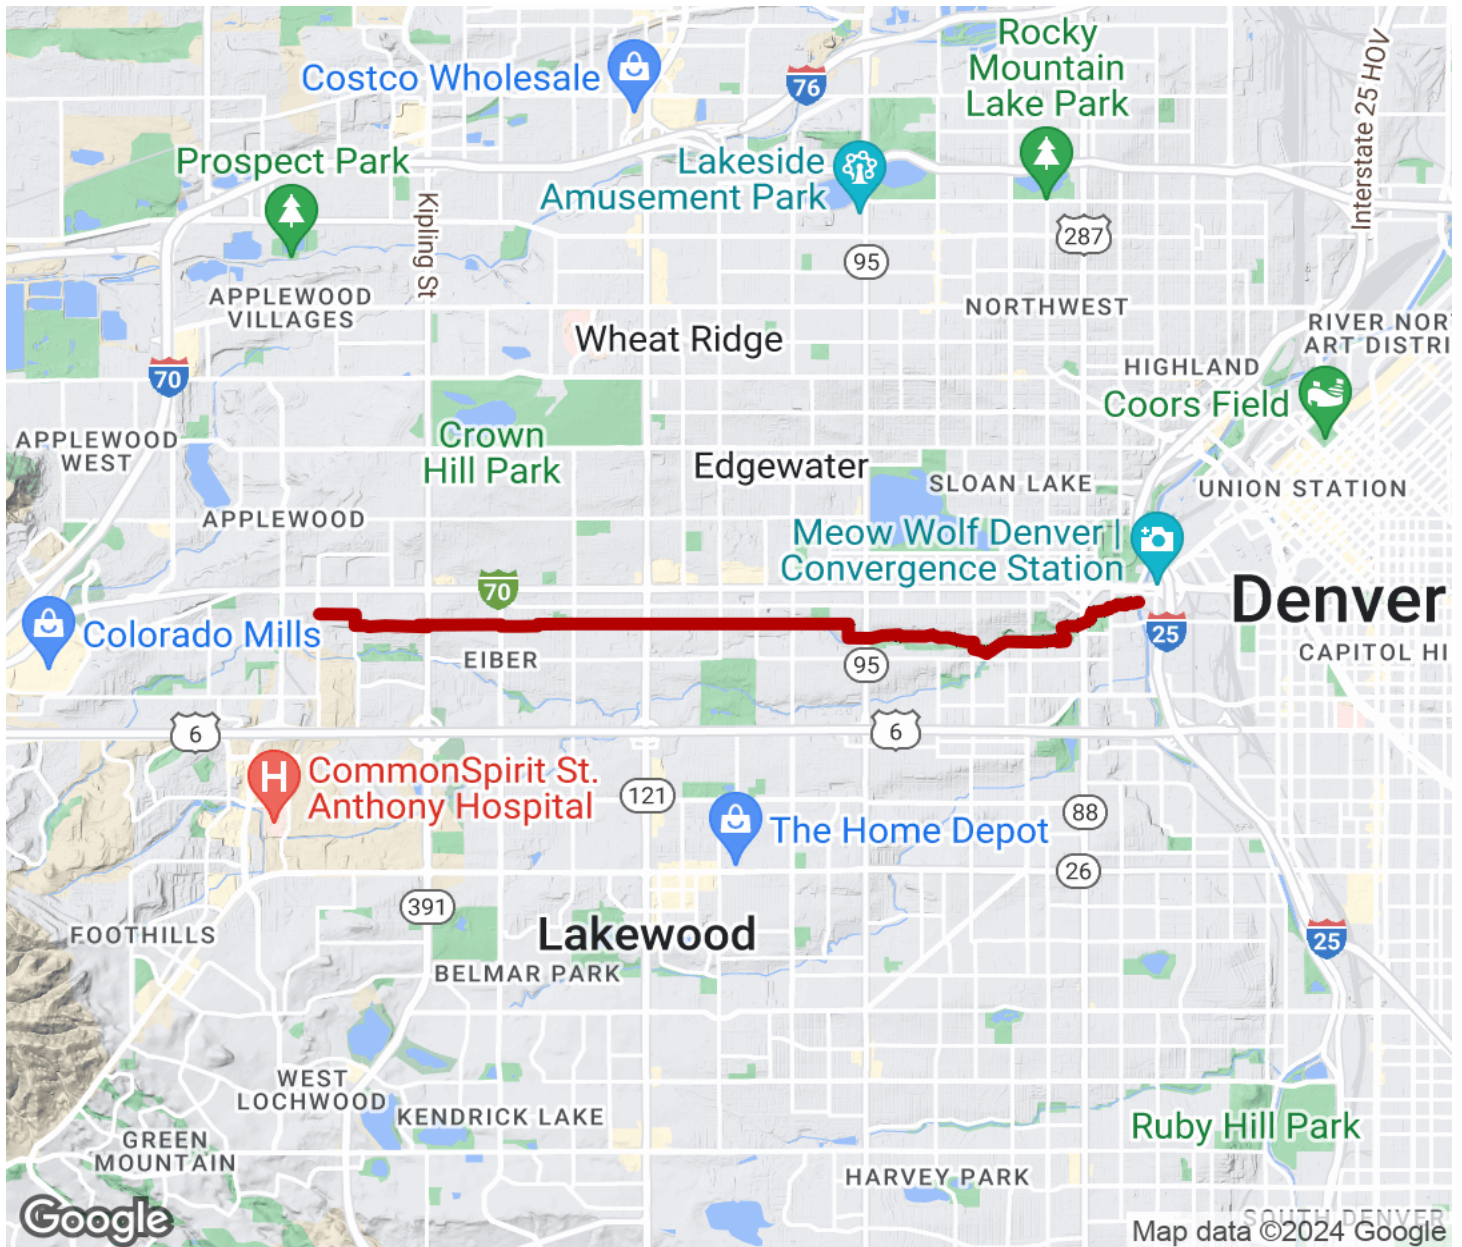 Rocky
Mountain
Lake Park
Costco Wholesale
76
Interstate 25 HOV
Prospect Park
Lakeside
Amusement Park
Kipling St
287
95
APPLEWOOD
VILLAGES
NORTHWEST
RIVER NOR
ART DISTRI
Wheat Ridge
70
HIGHLAND
Coors Field
Crown
Hill Park
APPLEWOOD
WEST
Edgewater
SLOAN LAKE
UNION STATION
APPLEWOOD
Meow Wolf Denver |
Convergence Station
70
Denver
Colorado Mills
25
EIBER
95
CAPITOL HI
6
6
CommonSpirit St.
Anthony Hospital
H
121
The Home Depot
88
26
391
FOOTHILLS
Lakewood
25
BELMAR PARK
WEST
LOCHWOOD
KENDRICK LAKE
Ruby Hill Park
GREEN
MOUNTAIN
HARVEY PARK
SOUTH DENVER
Google
Map data ©2024 Google